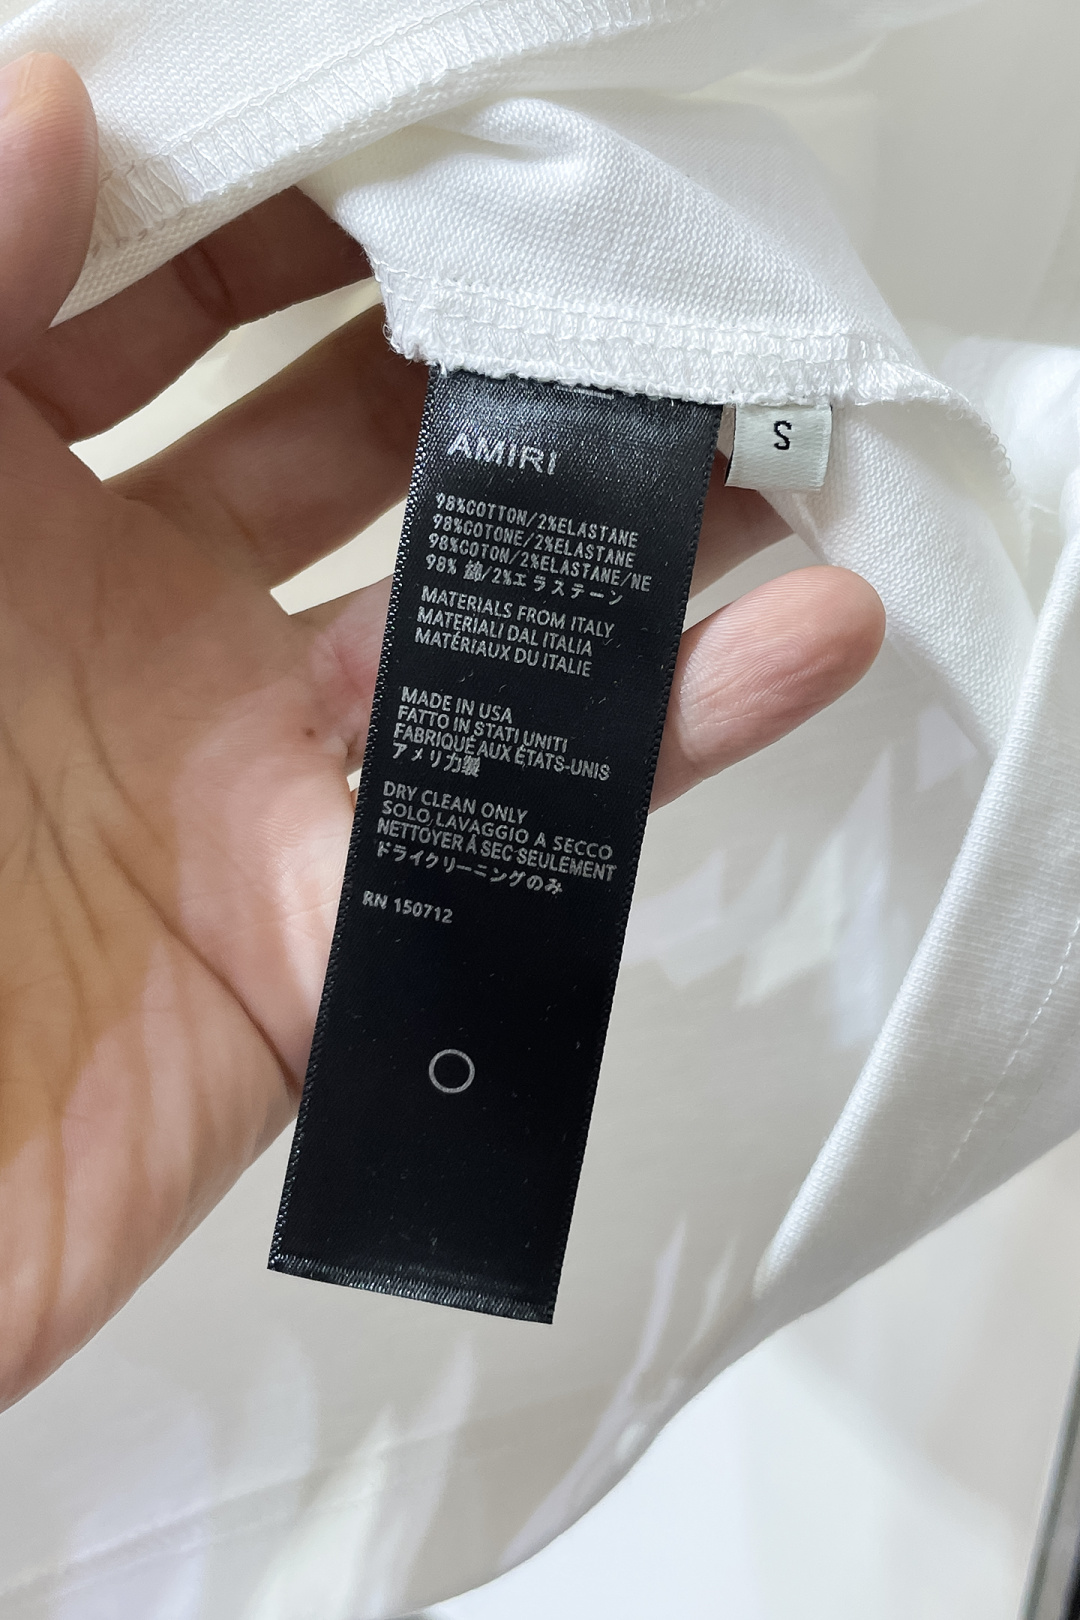 AMIRI
S
98%COTTON/2%ELASTANE
98%COTONE/2%ELASTANE
98%COTON/2%ELASTANE/NE
98% 綿/2%エラステーン
MATERIALS FROM ITALY
MATERIALI DAL ITALIA
MATÉRIAUX DU ITALIE
MADE IN USA
FATTO IN STATI UNITI
FABRIQUÉ AUX ÉTATS-UNIS
アメリカ製
DRY CLEAN ONLY
SOLO LAVAGGIO A SECCO
NETTOYER À SEC SEULEMENT
ドライクリーニングのみ
RN 150712